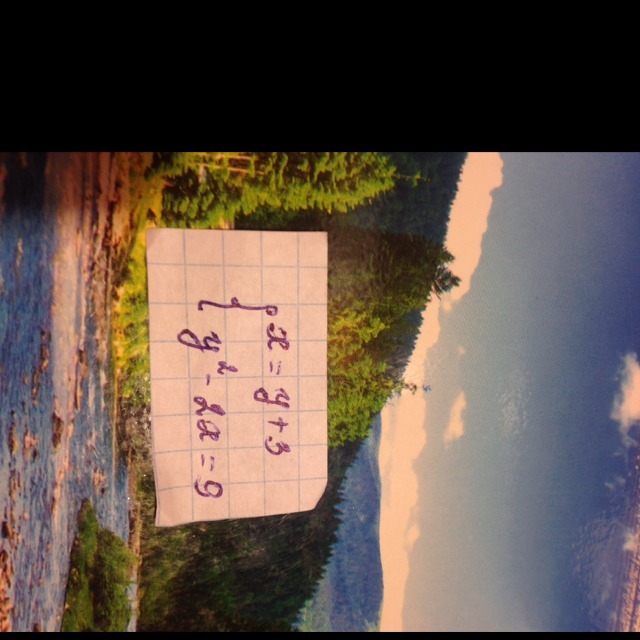 { x = y + 3
y² - 2x = 9